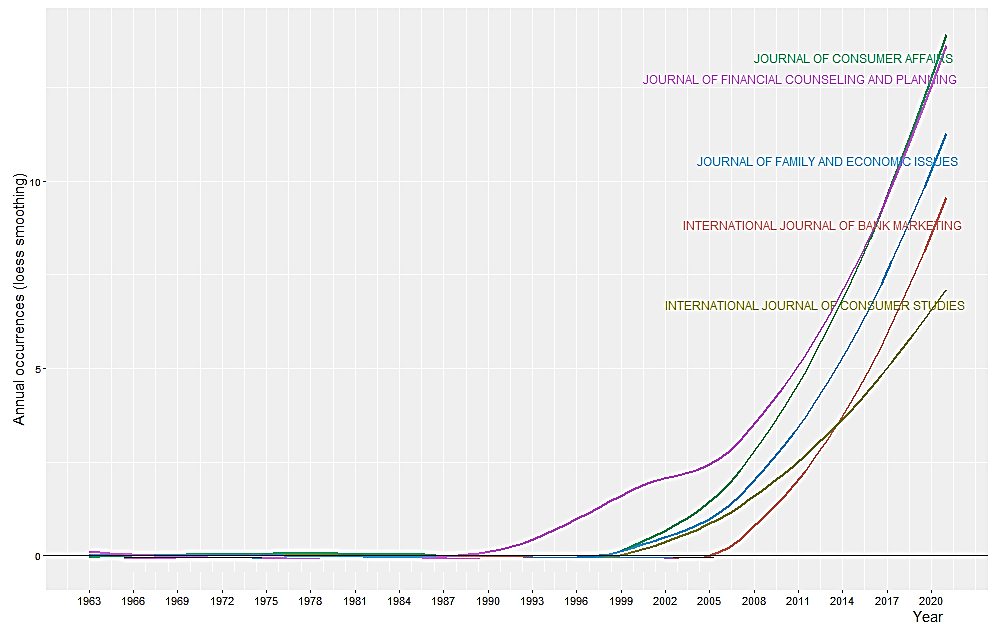 JOURNAL OF CONSUMER AFFAIRS
JOURNAL OF FINANCIAL COUNSELING AND PLANNING
JOURNAL OF FAMILY AND ECONOMIC ISSUES
INTERNATIONAL JOURNAL OF BANK MARKETING
INTERNATIONAL JOURNAL OF CONSUMER STUDIES
Annual occurrences (loess smoothing)
10
5
0
1963 1966 1969 1972 1975 1978 1981 1984 1987 1990 1993 1996 1999 2002 2005 2008 2011 2014 2017 2020
Year